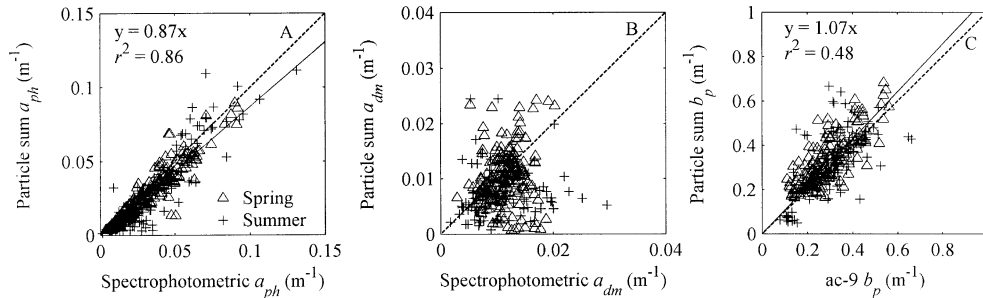 y = 0.87x
r² = 0.86
A
Particle sum a_ph (m⁻¹)
0.15
0.10
0.05
0
0 0.05 0.10 0.15
Spectrophotometric a_ph (m⁻¹)
△ Spring
+ Summer
B
Particle sum a_dm (m⁻¹)
0.04
0.03
0.02
0.01
0
0 0.02 0.04
Spectrophotometric a_dm (m⁻¹)
y = 1.07x
r² = 0.48
C
Particle sum b_p (m⁻¹)
1
0.8
0.6
0.4
0.2
0
0 0.2 0.4 0.6 0.8
ac-9 b_p (m⁻¹)